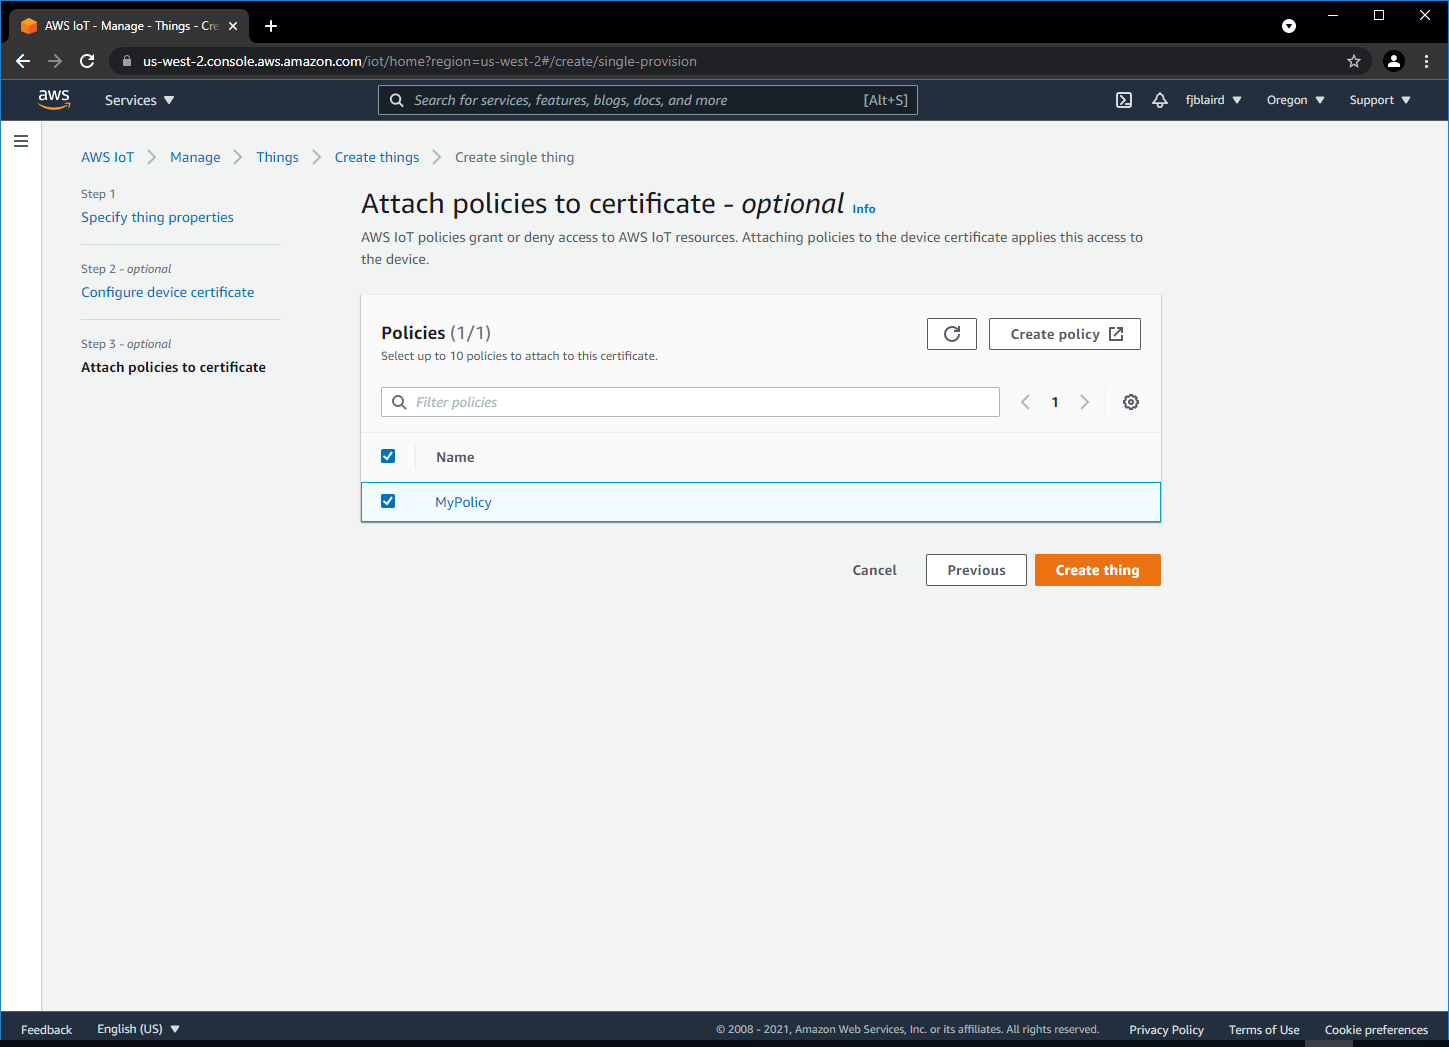 AWS IoT - Manage - Things - Cre
us-west-2.console.aws.amazon.com/iot/home?region=us-west-2#/create/single-provision
aws
Services
Search for services, features, blogs, docs, and more
[Alt+S]
fjblaird
Oregon
Support
AWS IoT
Manage
Things
Create things
Create single thing
Step 1
Specify thing properties
Step 2 - optional
Configure device certificate
Step 3 - optional
Attach policies to certificate
Attach policies to certificate - optional Info
AWS IoT policies grant or deny access to AWS IoT resources. Attaching policies to the device certificate applies this access to
the device.
Policies (1/1)
Select up to 10 policies to attach to this certificate.
Create policy
Filter policies
1
Name
MyPolicy
Cancel
Previous
Create thing
Feedback
English (US)
© 2008 - 2021, Amazon Web Services, Inc. or its affiliates. All rights reserved.
Privacy Policy
Terms of Use
Cookie preferences